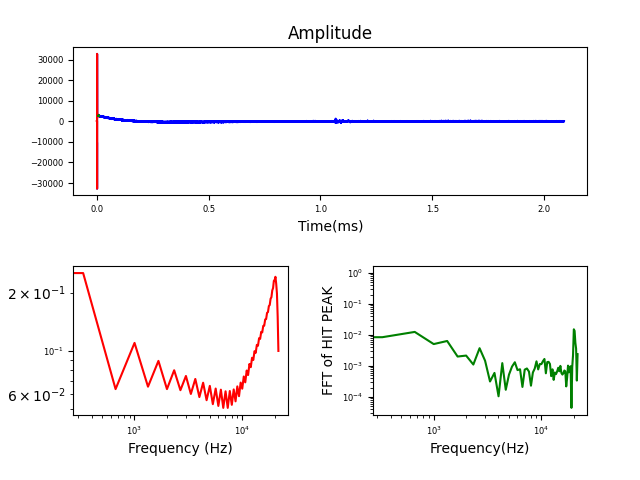 Amplitude
30000
20000
10000
0
−10000
−20000
−30000
0.0 0.5 1.0 1.5 2.0
Time(ms)
2 × 10⁻¹
10⁻¹
6 × 10⁻²
10³ 10⁴
Frequency (Hz)
FFT of HIT PEAK
10⁰
10⁻¹
10⁻²
10⁻³
10⁻⁴
10³ 10⁴
Frequency(Hz)